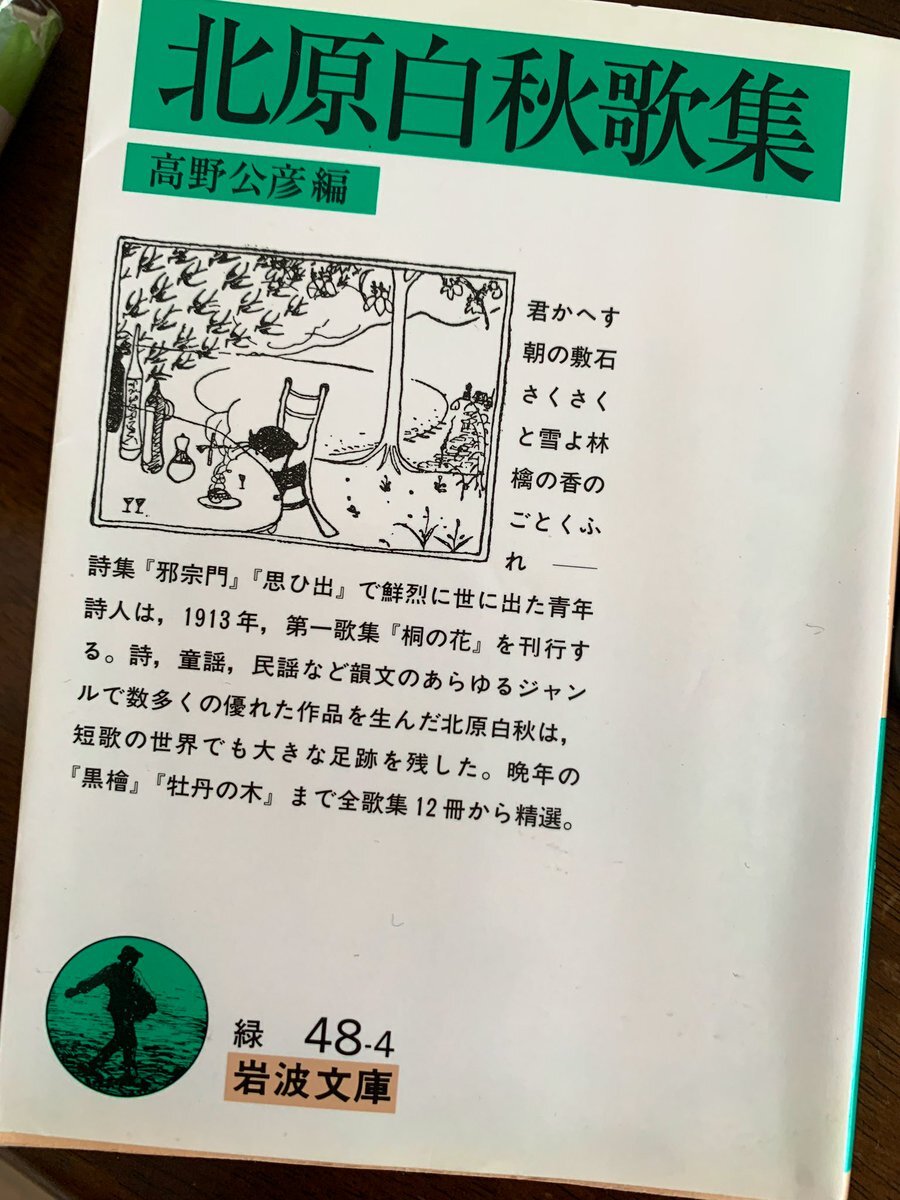 北原白秋歌集
高野公彦編
君かへす
朝の敷石
さくさく
と雪よ林
檎の香の
ごとくふ
れ ──
詩集『邪宗門』『思ひ出』で鮮烈に世に出た青年
詩人は，1913年，第一歌集『桐の花』を刊行す
る。詩，童謡，民謡など韻文のあらゆるジャン
ルで数多くの優れた作品を生んだ北原白秋は，
短歌の世界でも大きな足跡を残した。晩年の
『黒檜』『牡丹の木』まで全歌集12冊から精選。
緑 48-4
岩波文庫